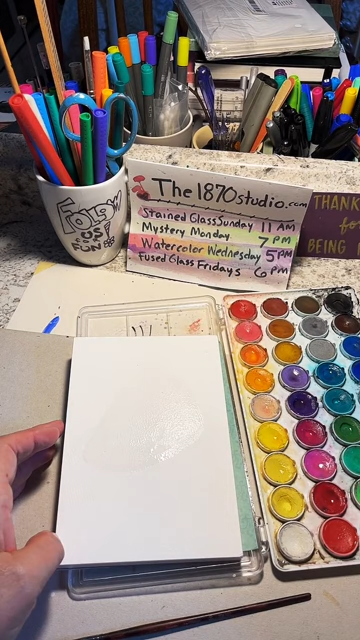 The1870studio.com
Stained Glass Sunday 11 AM
Mystery Monday 7 PM
Watercolor Wednesday 5 PM
Fused Glass Fridays 6 PM
THANK
for
BEING
FOLLOW
US
FUN